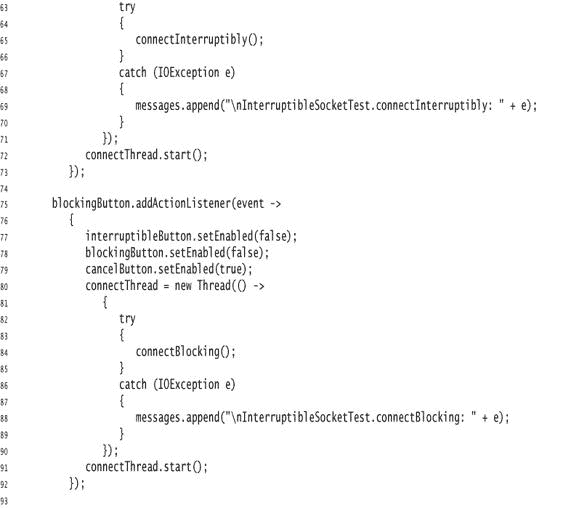 63 try
64 {
65 connectInterruptibly();
66 }
67 catch (IOException e)
68 {
69 messages.append("\nInterruptibleSocketTest.connectInterruptibly: " + e);
70 }
71 });
72 connectThread.start();
73 });
74
75 blockingButton.addActionListener(event ->
76 {
77 interruptibleButton.setEnabled(false);
78 blockingButton.setEnabled(false);
79 cancelButton.setEnabled(true);
80 connectThread = new Thread(() ->
81 {
82 try
83 {
84 connectBlocking();
85 }
86 catch (IOException e)
87 {
88 messages.append("\nInterruptibleSocketTest.connectBlocking: " + e);
89 }
90 });
91 connectThread.start();
92 });
93